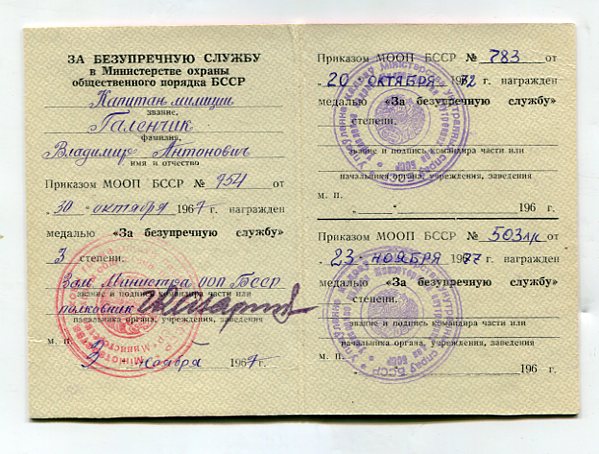 ЗА БЕЗУПРЕЧНУЮ СЛУЖБУ
в Министерстве охраны
общественного порядка БССР
Капитан милиции
звание.
Галенчик
фамилия
Владимир Антонович
имя и отчество
Приказом МООП БССР № 954 от
„30 „октября 1967 г. награжден
медалью «За безупречную службу»
3 степени.
Зам. Министра ООП БССР
звание и подпись командира части или
полковник
начальника органа, учреждения, заведения
м. п. 3 ноября 1967 г.
Приказом МООП БССР № 783 от
„20 ОКТЯБРЯ 1972 г. награжден
медалью «За безупречную службу»
степени.
звание и подпись командира части или
начальника органа, учреждения, заведения
м. п.
„ “ 196 г.
Приказом МООП БССР № 503лс от
„23 „НОЯБРЯ 1977 г. награжден
медалью «За безупречную службу»
степени.
звание и подпись командира части или
м. п. начальника органа, учреждения, заведения
„ “ 196 г.